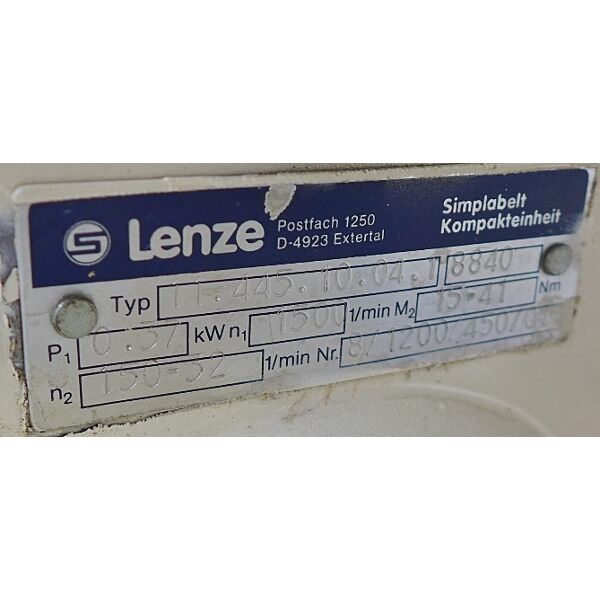 Lenze
Postfach 1250
D-4923 Extertal
Simplabelt
Kompakteinheit
Typ 11.445.10.04.1 8840
P₁ 0.37 kW n₁ 1500 1/min M₂ 15-41 Nm
n₂ 150-52 1/min Nr.